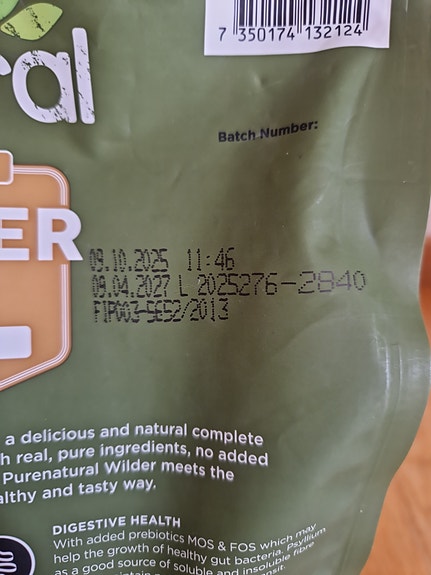 ral
7 350174 132124
Batch Number:
ER
09.10.2025 11:46
09.04.2027 L 2025276-2840
FIP003-SE52/2013
a delicious and natural complete
h real, pure ingredients, no added
Purenatural Wilder meets the
althy and tasty way.
DIGESTIVE HEALTH
With added prebiotics MOS & FOS which may
help the growth of healthy gut bacteria. Psyllium
as a good source of soluble and insoluble fibre